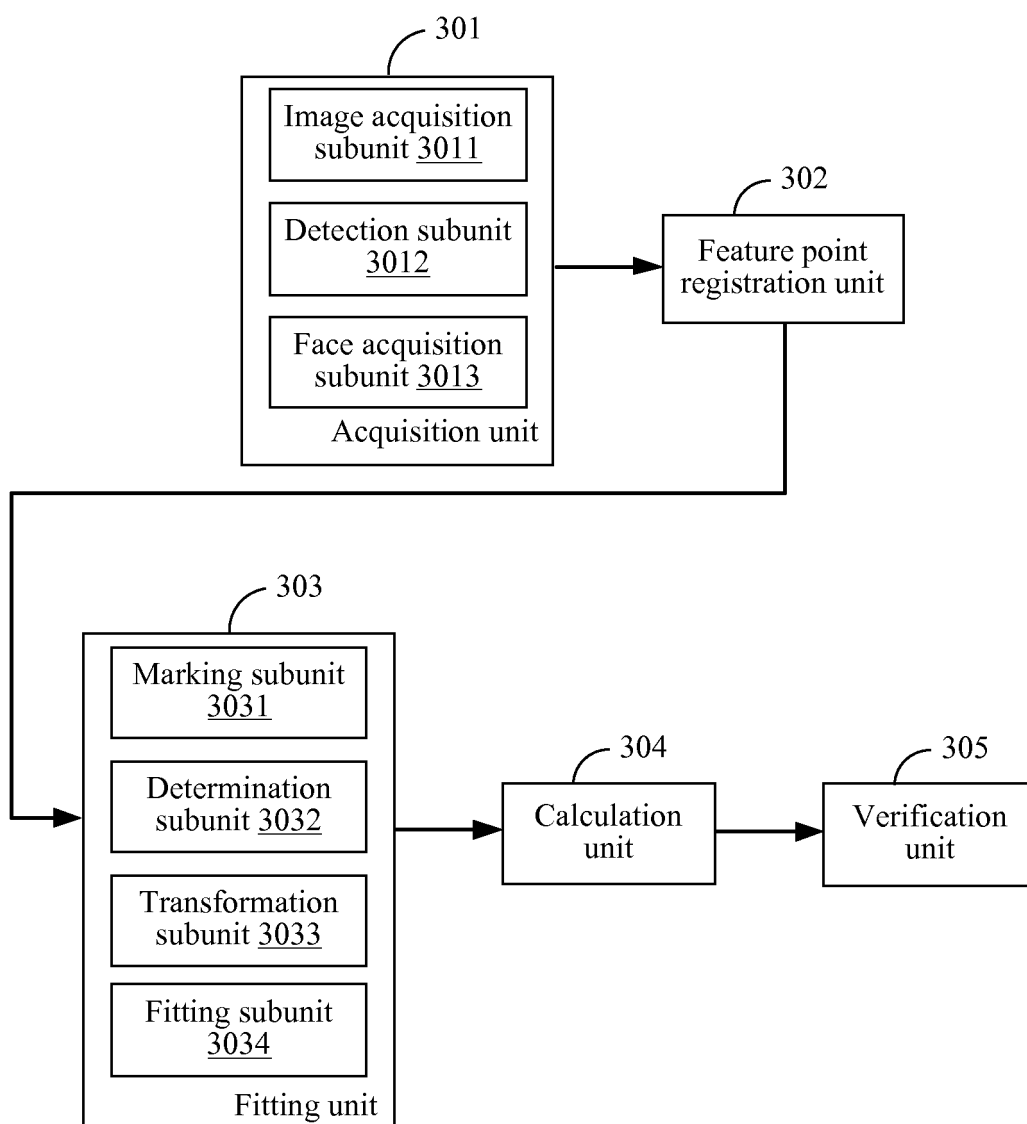 301
Image acquisition
subunit 3011
Detection subunit
3012
Face acquisition
subunit 3013
Acquisition unit
302
Feature point
registration unit
303
Marking subunit
3031
Determination
subunit 3032
Transformation
subunit 3033
Fitting subunit
3034
Fitting unit
304
Calculation
unit
305
Verification
unit